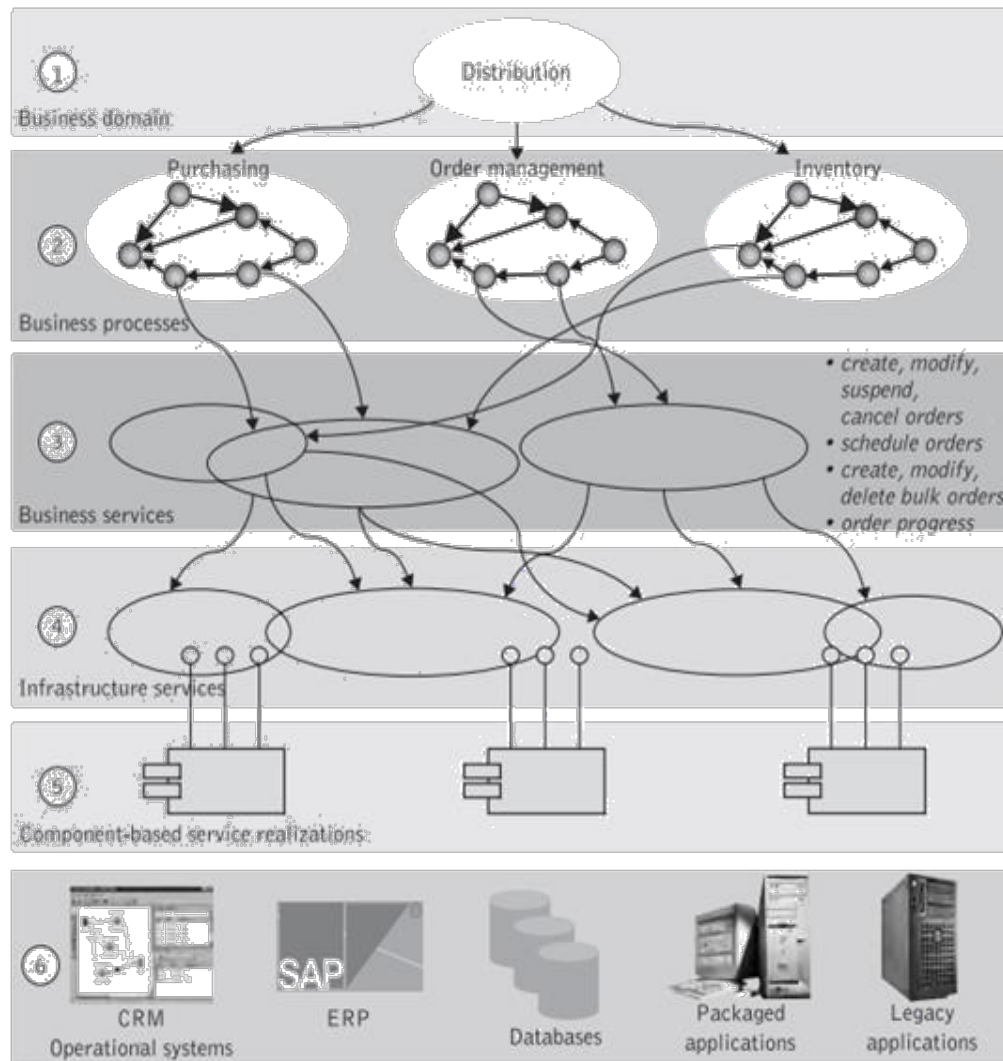 1
Distribution
Business domain
Purchasing
Order management
Inventory
2
Business processes
• create, modify,
suspend,
cancel orders
• schedule orders
• create, modify,
delete bulk orders
• order progress
3
Business services
4
Infrastructure services
5
Component-based service realizations
6
SAP
CRM
ERP
Databases
Packaged
applications
Legacy
applications
Operational systems